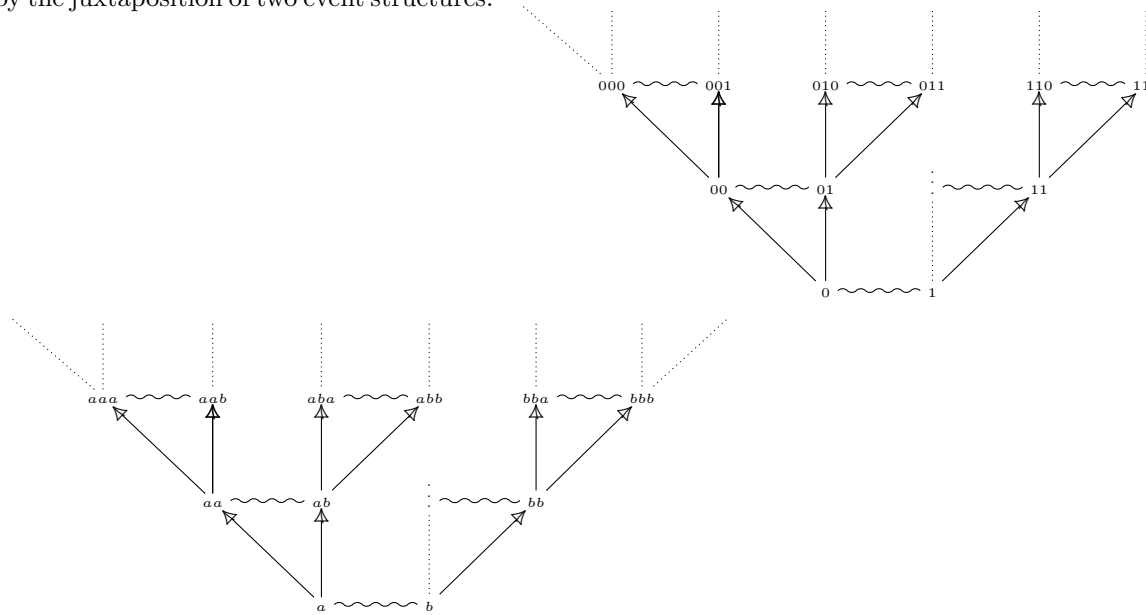 by the juxtaposition of two event structures.
000 001 010 011 110
00 01 11
0 1
aaa aab aba abb bba bbb
aa ab bb
a b